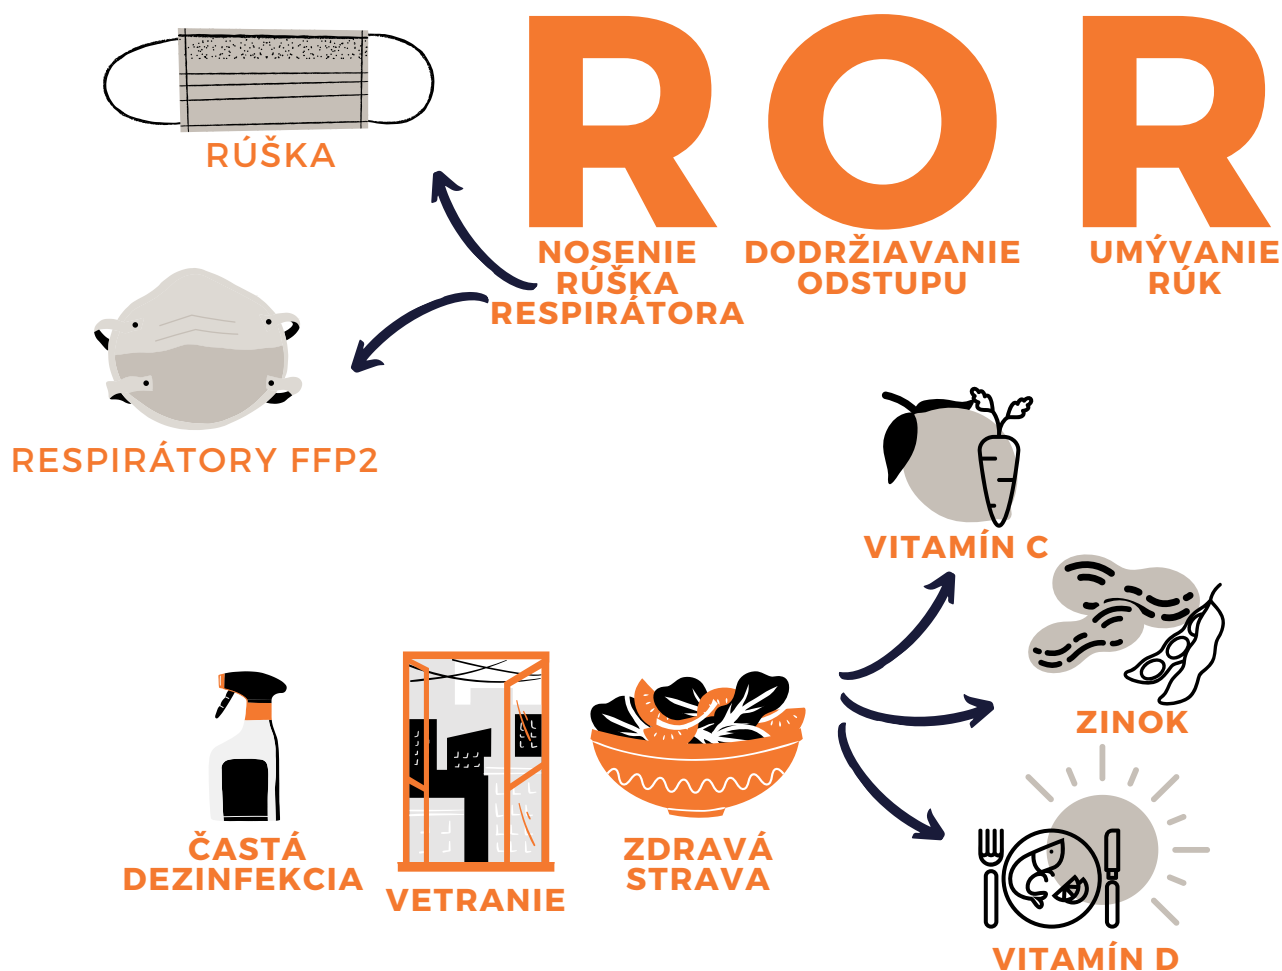 R O R
RÚŠKA
NOSENIE
RÚŠKA
RESPIRÁTORA
DODRŽIAVANIE
ODSTUPU
UMÝVANIE
RÚK
RESPIRÁTORY FFP2
VITAMÍN C
ZINOK
ČASTÁ
DEZINFEKCIA
VETRANIE
ZDRAVÁ
STRAVA
VITAMÍN D